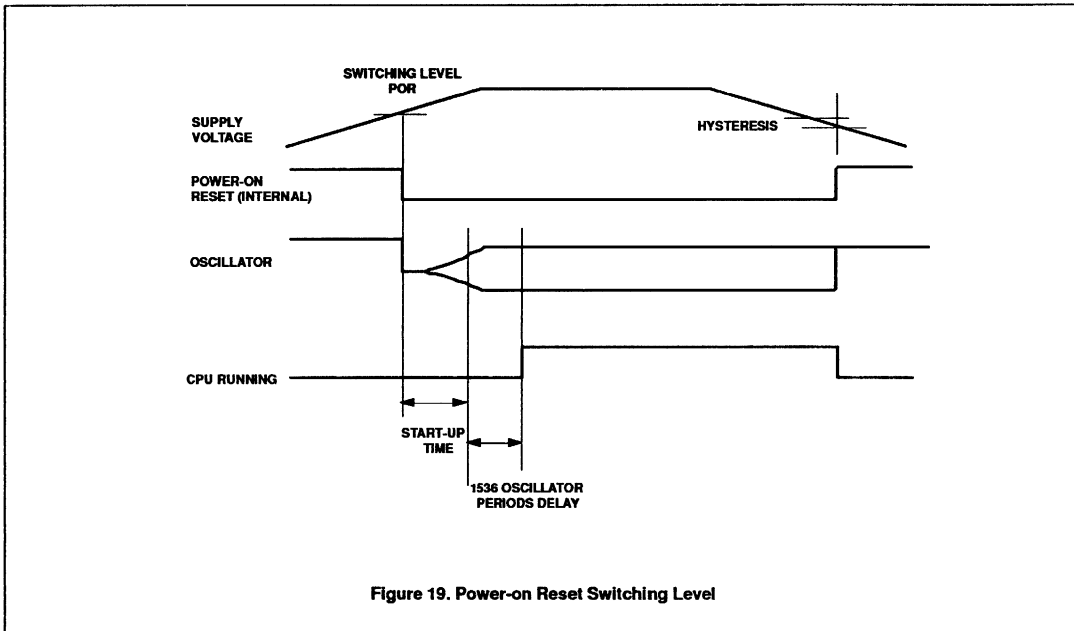 SWITCHING LEVEL
POR
SUPPLY
VOLTAGE
HYSTERESIS
POWER-ON
RESET (INTERNAL)
OSCILLATOR
CPU RUNNING
START-UP
TIME
1536 OSCILLATOR
PERIODS DELAY
Figure 19. Power-on Reset Switching Level